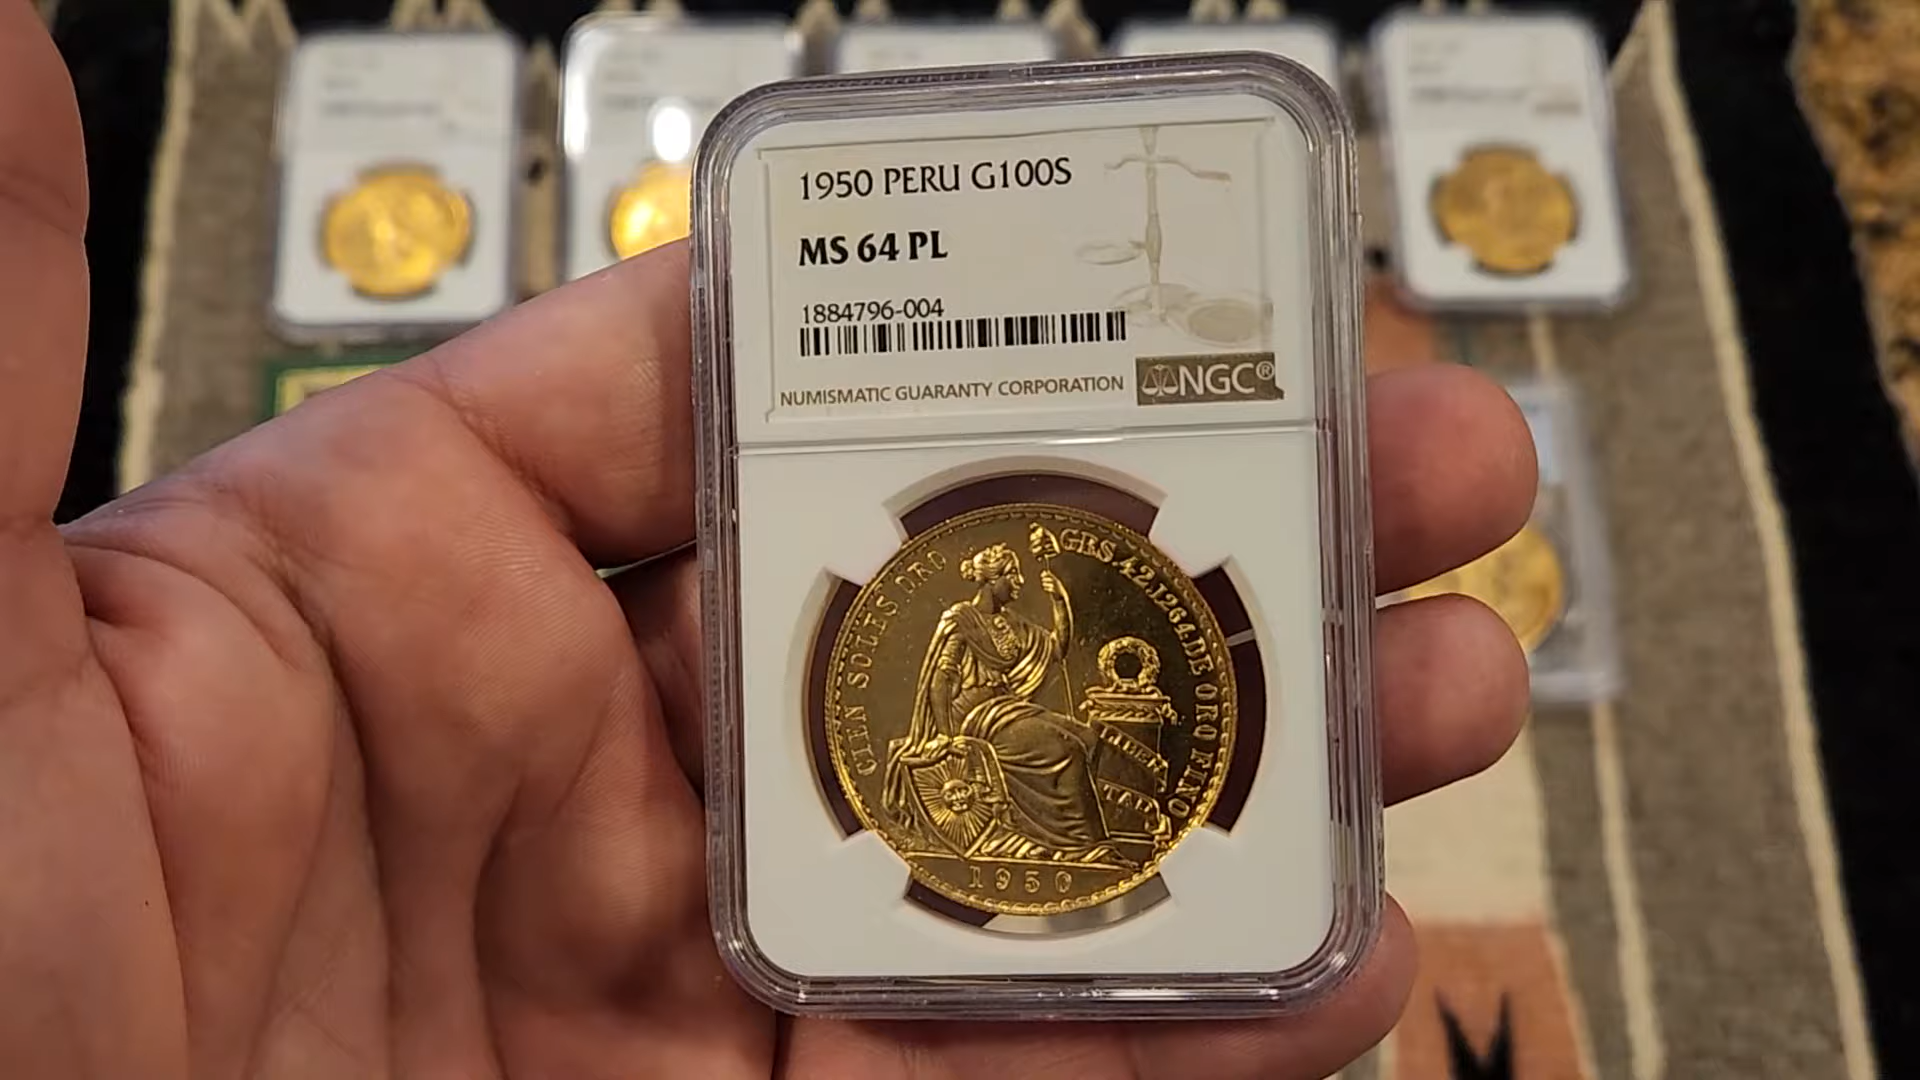 1950 PERU G100S
MS 64 PL
1884796-004
NUMISMATIC GUARANTY CORPORATION
NGC®
CIEN SOLES ORO
GRS.42,1264 DE ORO FINO
LIBER
TAD
1950